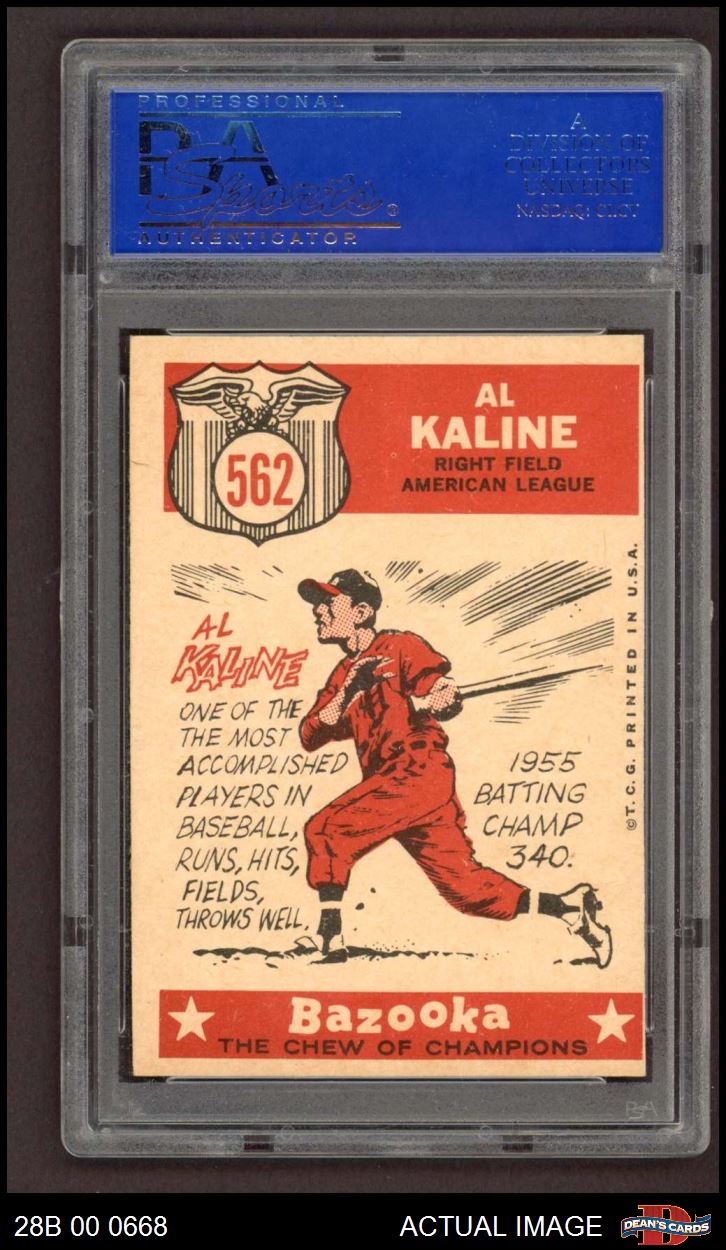 PROFESSIONAL
PSA
Sports®
AUTHENTICATOR
A
DIVISION OF
COLLECTORS
UNIVERSE
NASDAQ: CLCT
562
AL
KALINE
RIGHT FIELD
AMERICAN LEAGUE
AL
KALINE
ONE OF THE
THE MOST
ACCOMPLISHED
PLAYERS IN
BASEBALL,
RUNS, HITS,
FIELDS,
THROWS WELL.
1955
BATTING
CHAMP
340.
© T. C. G. PRINTED IN U.S.A.
Bazooka
THE CHEW OF CHAMPIONS
PSA
28B 00 0668
ACTUAL IMAGE
D
DEAN'S CARDS